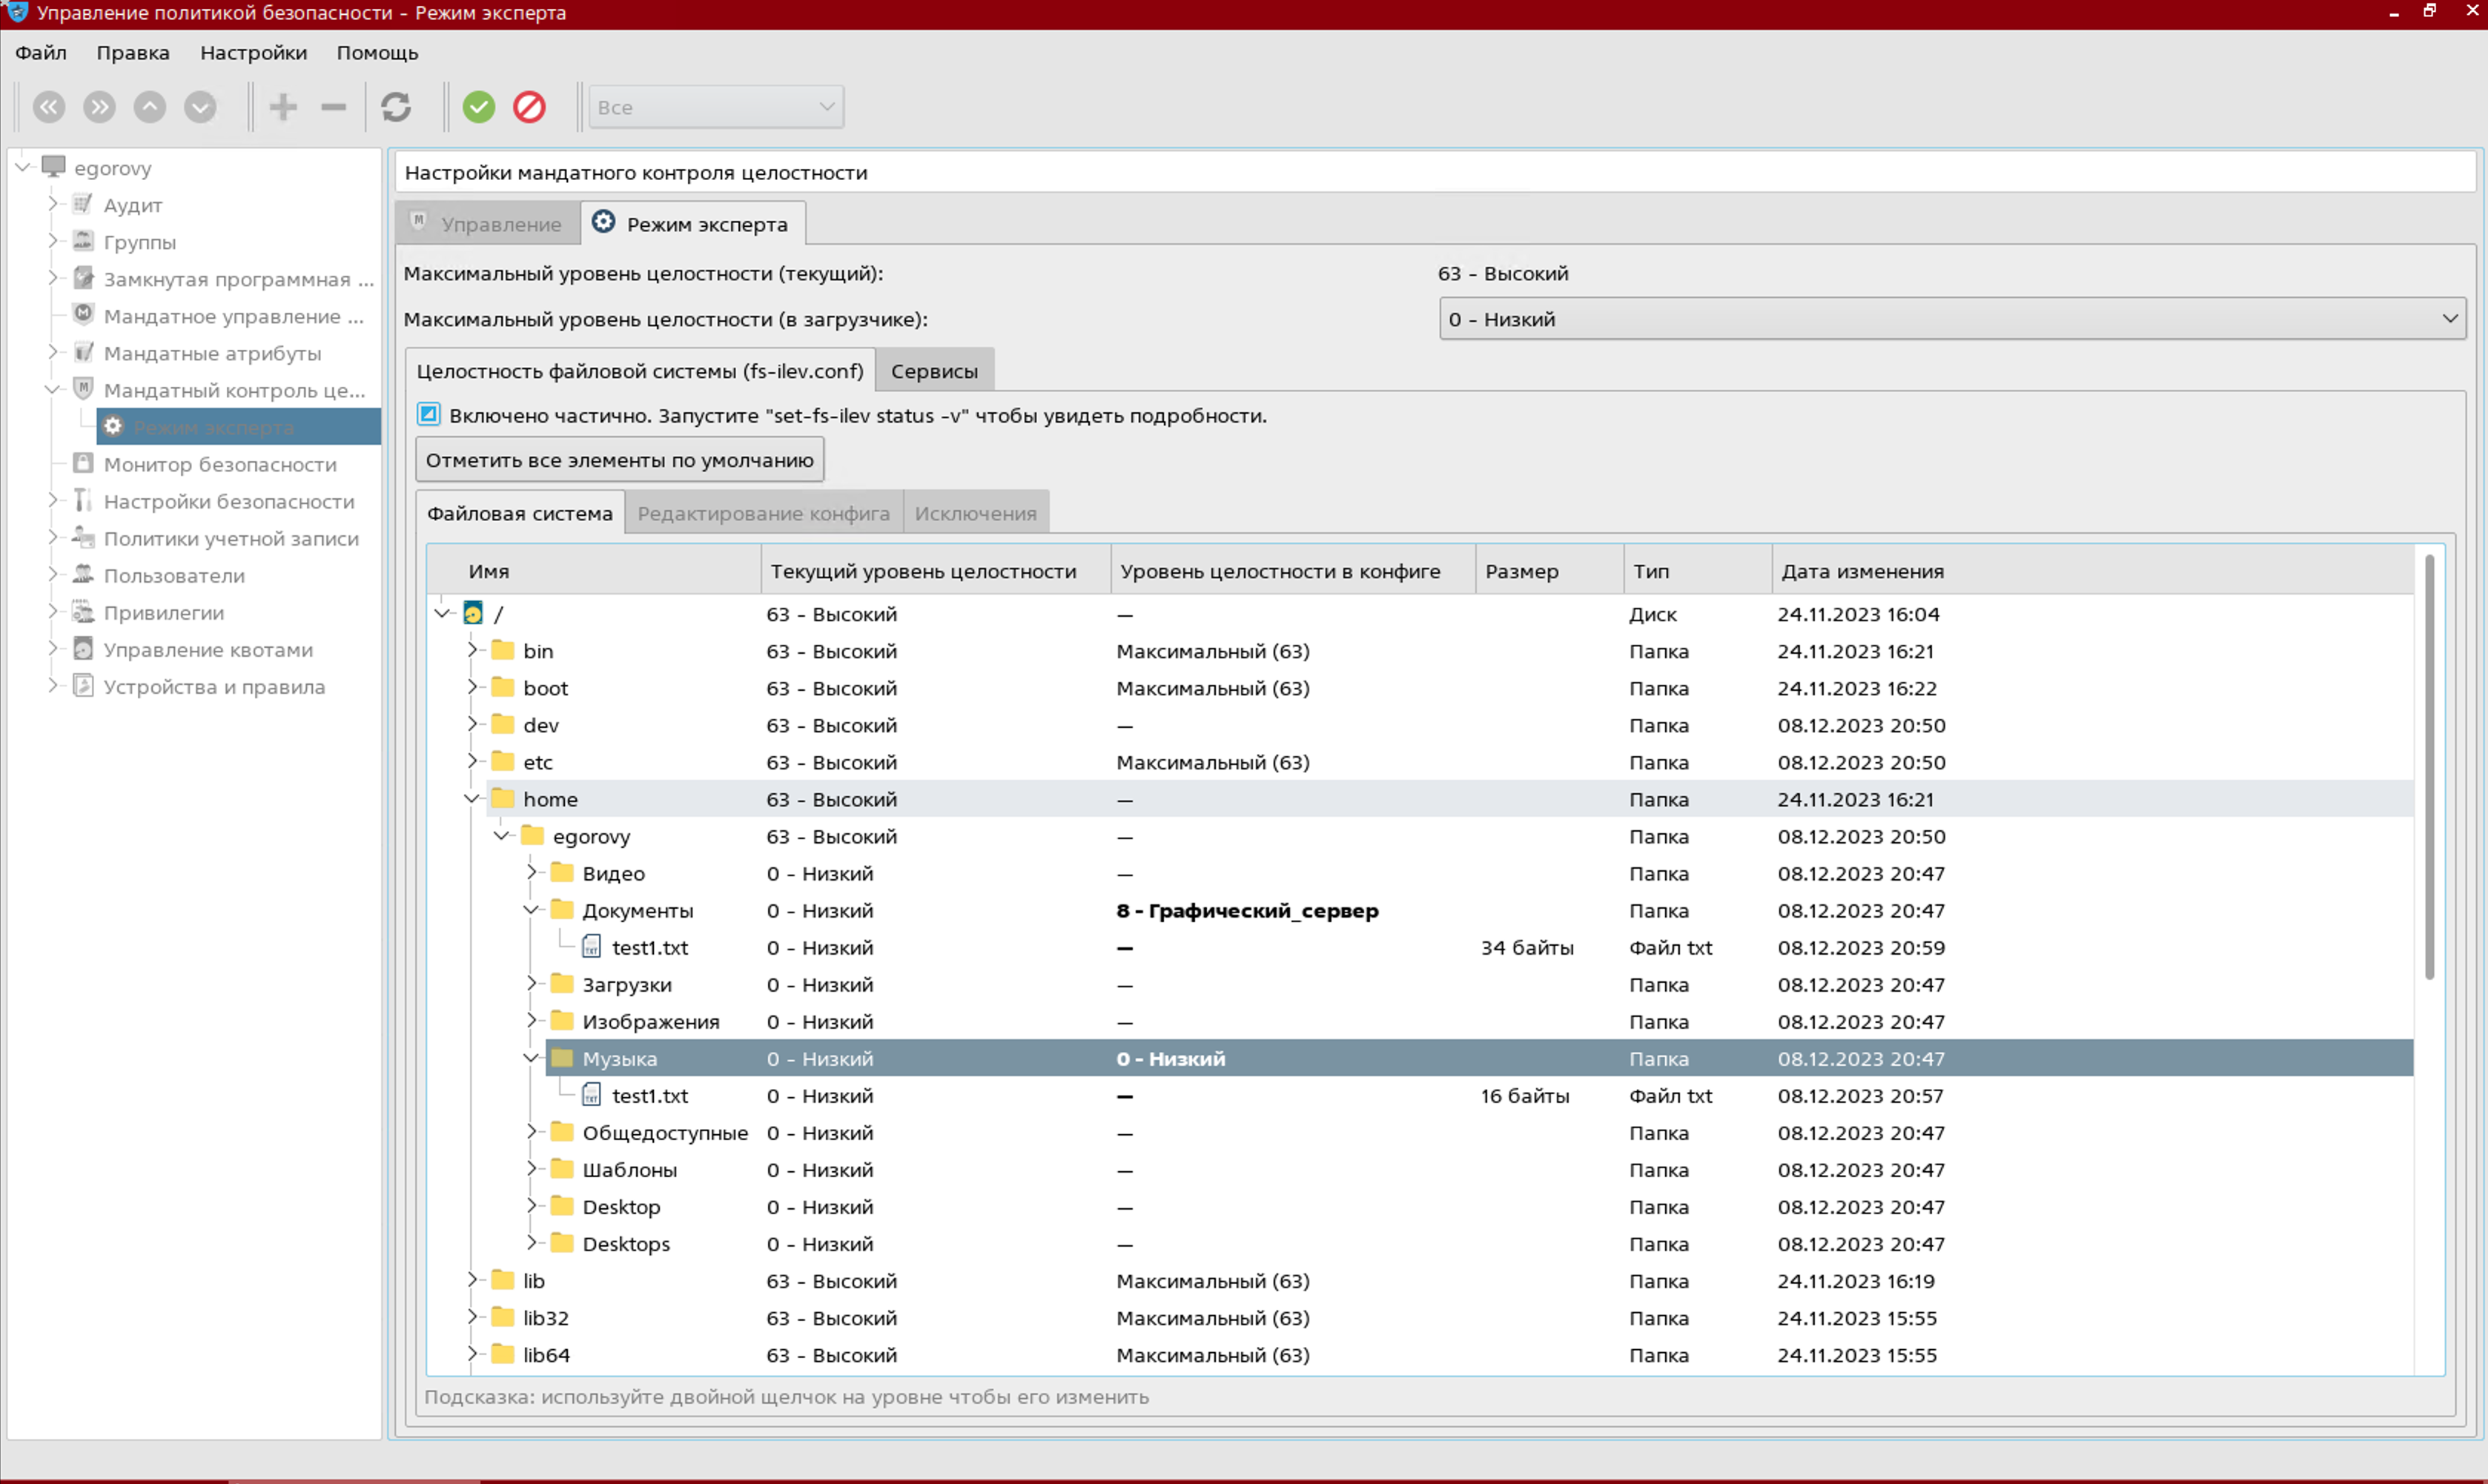 Управление политикой безопасности – Режим эксперта
Файл Правка Настройки Помощь
Все
egorovy
Аудит
Группы
Замкнутая программная ...
Мандатное управление ...
Мандатные атрибуты
Мандатный контроль це...
Режим эксперта
Монитор безопасности
Настройки безопасности
Политики учетной записи
Пользователи
Привилегии
Управление квотами
Устройства и правила
Настройки мандатного контроля целостности
Управление Режим эксперта
Максимальный уровень целостности (текущий): 63 – Высокий
Максимальный уровень целостности (в загрузчике): 0 – Низкий
Целостность файловой системы (fs-ilev.conf) Сервисы
Включено частично. Запустите "set-fs-ilev status -v" чтобы увидеть подробности.
Отметить все элементы по умолчанию
Файловая система Редактирование конфига Исключения
Имя Текущий уровень целостности Уровень целостности в конфиге Размер Тип Дата изменения
/ 63 – Высокий — Диск 24.11.2023 16:04
bin 63 – Высокий Максимальный (63) Папка 24.11.2023 16:21
boot 63 – Высокий Максимальный (63) Папка 24.11.2023 16:22
dev 63 – Высокий — Папка 08.12.2023 20:50
etc 63 – Высокий Максимальный (63) Папка 08.12.2023 20:50
home 63 – Высокий — Папка 24.11.2023 16:21
egorovy 63 – Высокий — Папка 08.12.2023 20:50
Видео 0 – Низкий — Папка 08.12.2023 20:47
Документы 0 – Низкий 8 – Графический_сервер Папка 08.12.2023 20:47
test1.txt 0 – Низкий — 34 байты Файл txt 08.12.2023 20:59
Загрузки 0 – Низкий — Папка 08.12.2023 20:47
Изображения 0 – Низкий — Папка 08.12.2023 20:47
Музыка 0 – Низкий 0 – Низкий Папка 08.12.2023 20:47
test1.txt 0 – Низкий — 16 байты Файл txt 08.12.2023 20:57
Общедоступные 0 – Низкий — Папка 08.12.2023 20:47
Шаблоны 0 – Низкий — Папка 08.12.2023 20:47
Desktop 0 – Низкий — Папка 08.12.2023 20:47
Desktops 0 – Низкий — Папка 08.12.2023 20:47
lib 63 – Высокий Максимальный (63) Папка 24.11.2023 16:19
lib32 63 – Высокий Максимальный (63) Папка 24.11.2023 15:55
lib64 63 – Высокий Максимальный (63) Папка 24.11.2023 15:55
Подсказка: используйте двойной щелчок на уровне чтобы его изменить